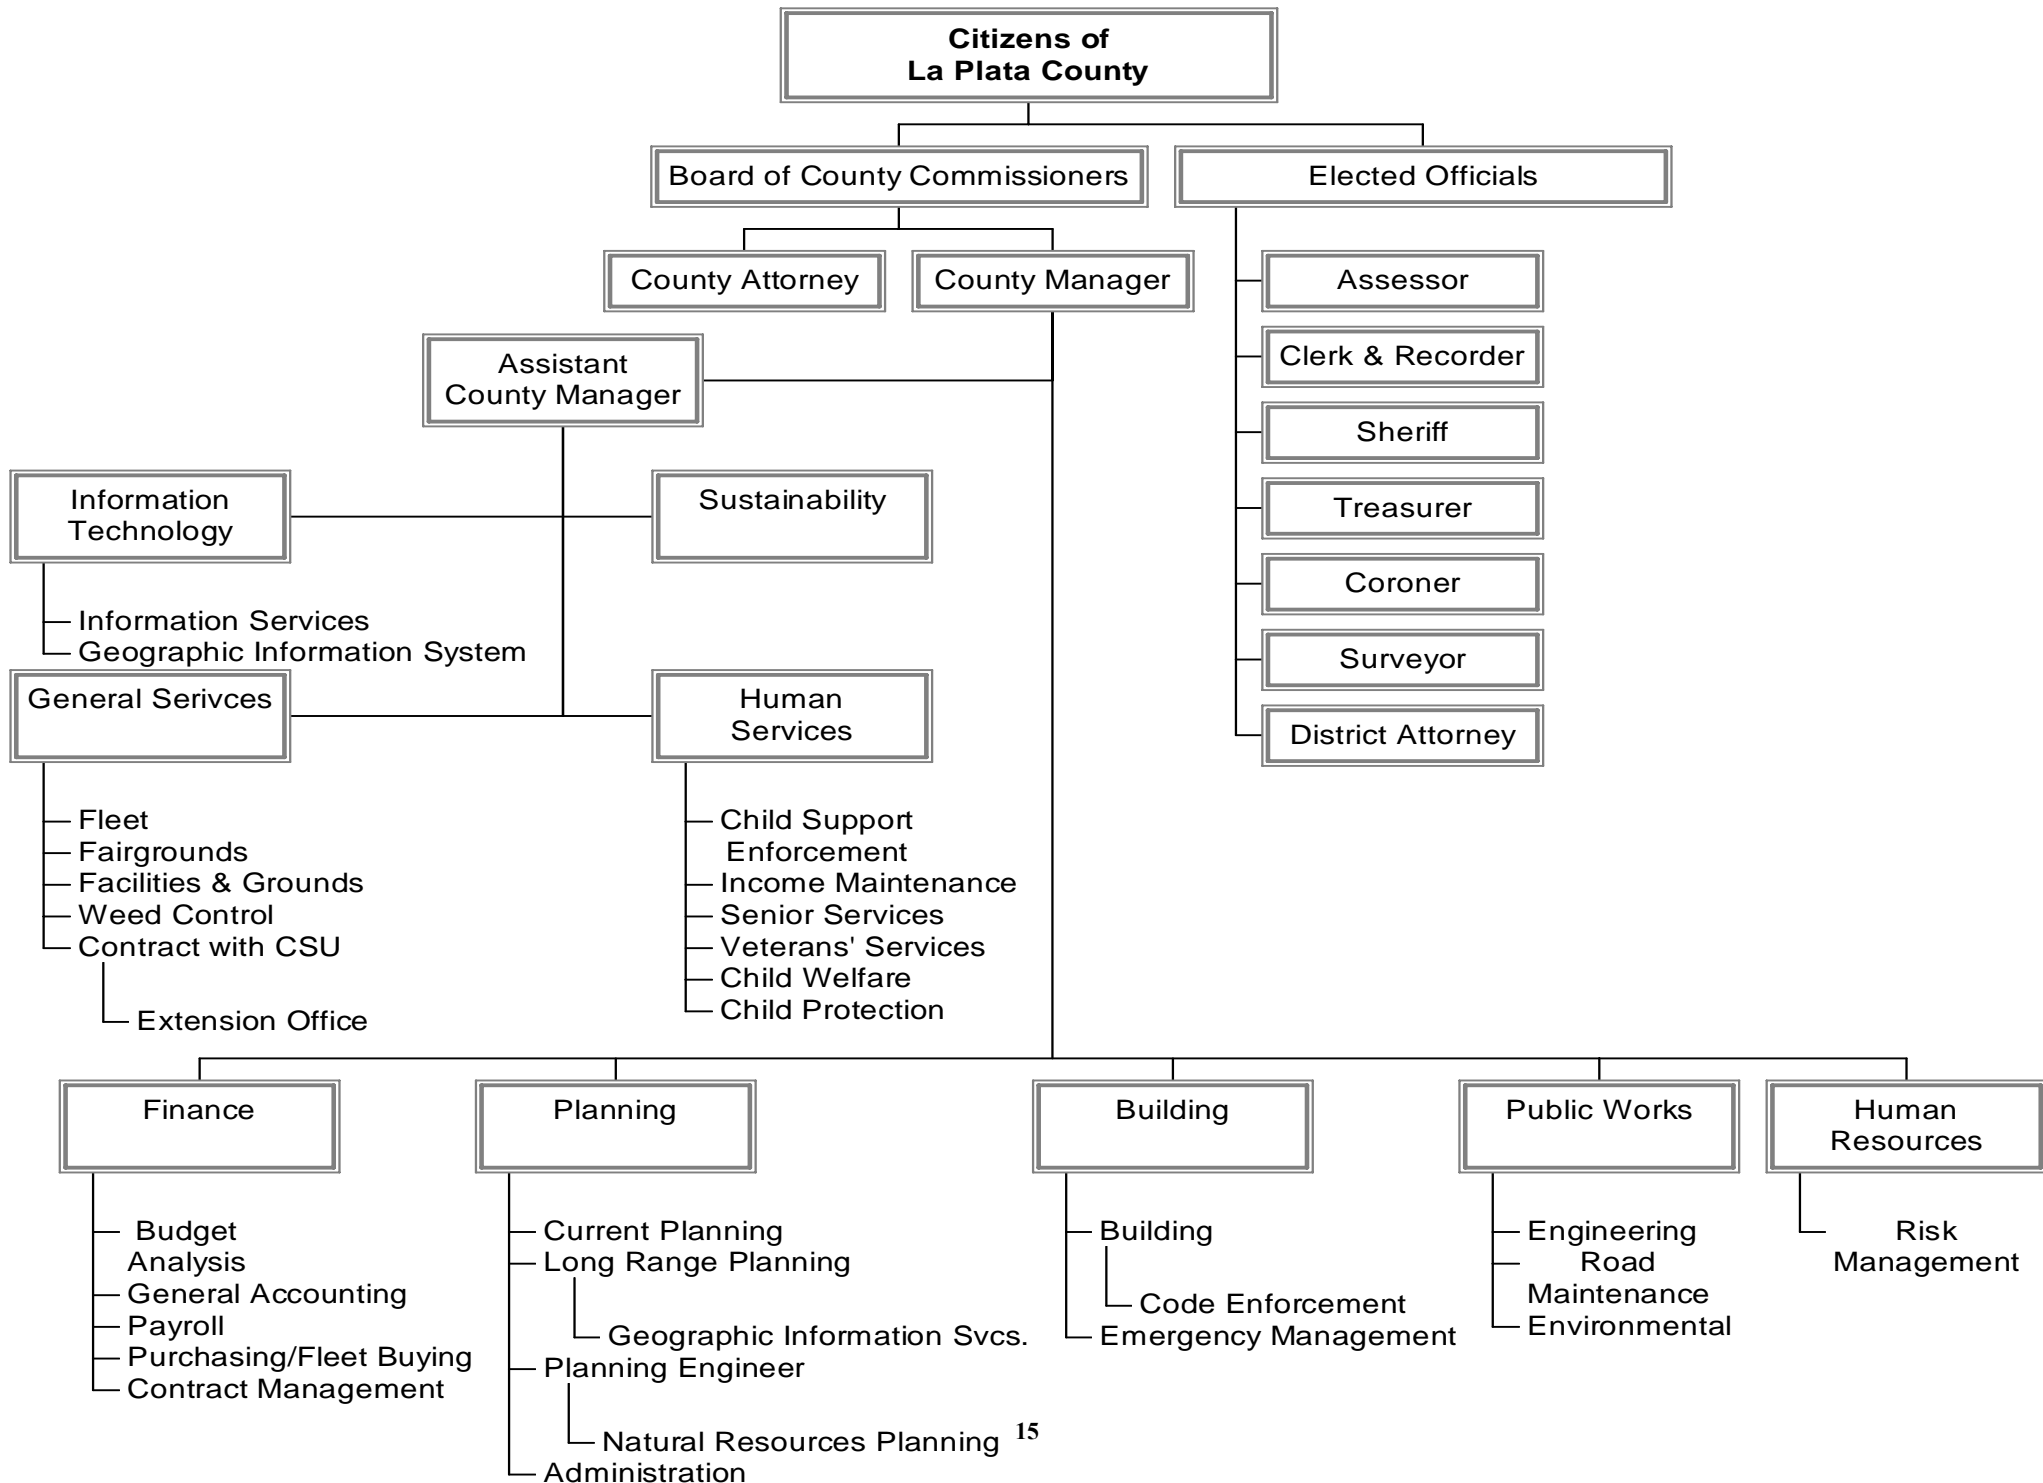 Citizens of
La Plata County
Board of County Commissioners
Elected Officials
County Attorney
County Manager
Assessor
Clerk & Recorder
Sheriff
Treasurer
Coroner
Surveyor
District Attorney
Assistant
County Manager
Information
Technology
Sustainability
Information Services
Geographic Information System
General Serivces
Human
Services
Fleet
Fairgrounds
Facilities & Grounds
Weed Control
Contract with CSU
Extension Office
Child Support
Enforcement
Income Maintenance
Senior Services
Veterans' Services
Child Welfare
Child Protection
Finance
Budget
Analysis
General Accounting
Payroll
Purchasing/Fleet Buying
Contract Management
Planning
Current Planning
Long Range Planning
Geographic Information Svcs.
Planning Engineer
Natural Resources Planning
Administration
Building
Building
Code Enforcement
Emergency Management
Public Works
Engineering
Road
Maintenance
Environmental
Human
Resources
Risk
Management
15